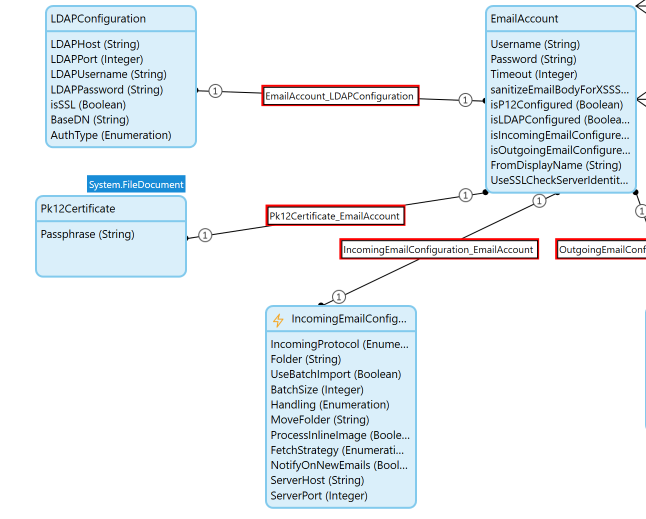 LDAPConfiguration
LDAPHost (String)
LDAPPort (Integer)
LDAPUsername (String)
LDAPPassword (String)
isSSL (Boolean)
BaseDN (String)
AuthType (Enumeration)
1
EmailAccount_LDAPConfiguration
1
EmailAccount
Username (String)
Password (String)
Timeout (Integer)
sanitizeEmailBodyForXSSS...
isP12Configured (Boolean)
isLDAPConfigured (Boolea...
isIncomingEmailConfigure...
isOutgoingEmailConfigure...
FromDisplayName (String)
UseSSLCheckServerIdentit...
System.FileDocument
Pk12Certificate
Passphrase (String)
1
Pk12Certificate_EmailAccount
1
1
1
IncomingEmailConfiguration_EmailAccount
OutgoingEmailConf
1
IncomingEmailConfig...
IncomingProtocol (Enume...
Folder (String)
UseBatchImport (Boolean)
BatchSize (Integer)
Handling (Enumeration)
MoveFolder (String)
ProcessInlineImage (Boole...
FetchStrategy (Enumerati...
NotifyOnNewEmails (Bool...
ServerHost (String)
ServerPort (Integer)